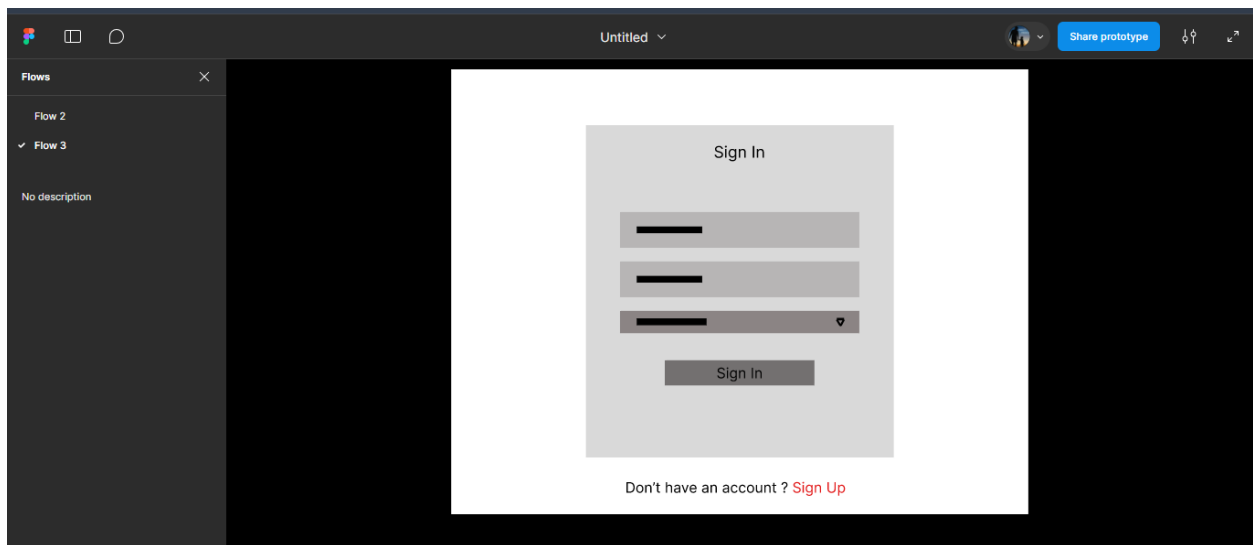 Untitled
Share prototype
Flows
Flow 2
Flow 3
No description
Sign In
Sign In
Don't have an account ? Sign Up